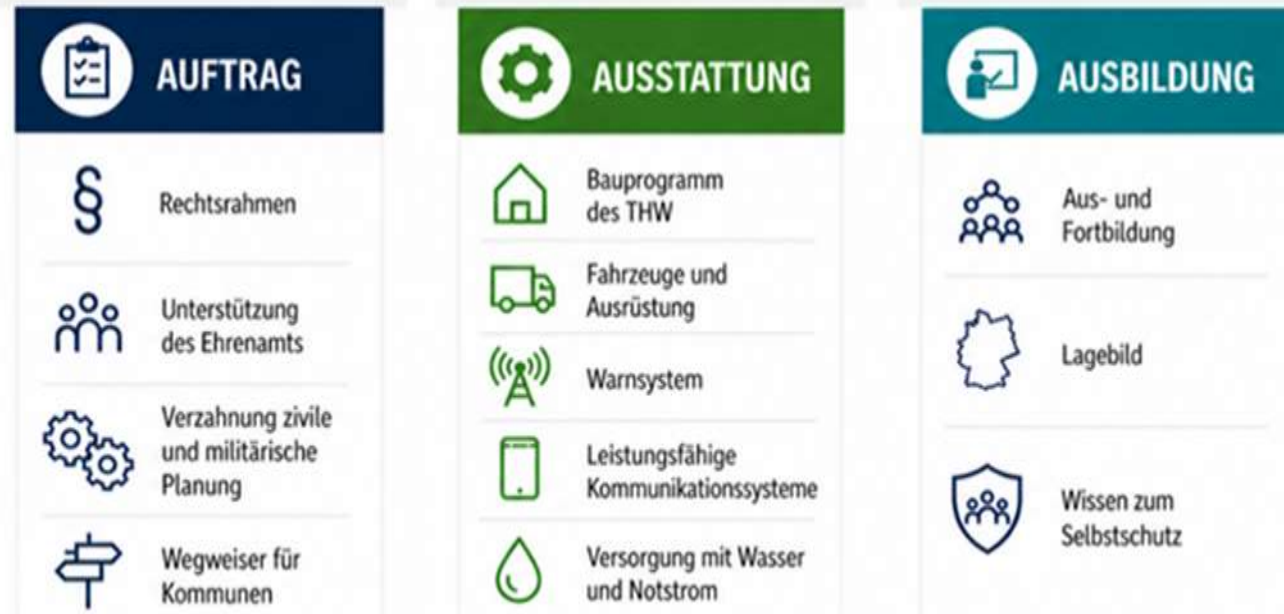 AUFTRAG
Rechtsrahmen
Unterstützung
des Ehrenamts
Verzahnung zivile
und militärische
Planung
Wegweiser für
Kommunen
AUSSTATTUNG
Bauprogramm
des THW
Fahrzeuge und
Ausrüstung
Warnsystem
Leistungsfähige
Kommunikationssysteme
Versorgung mit Wasser
und Notstrom
AUSBILDUNG
Aus- und
Fortbildung
Lagebild
Wissen zum
Selbstschutz